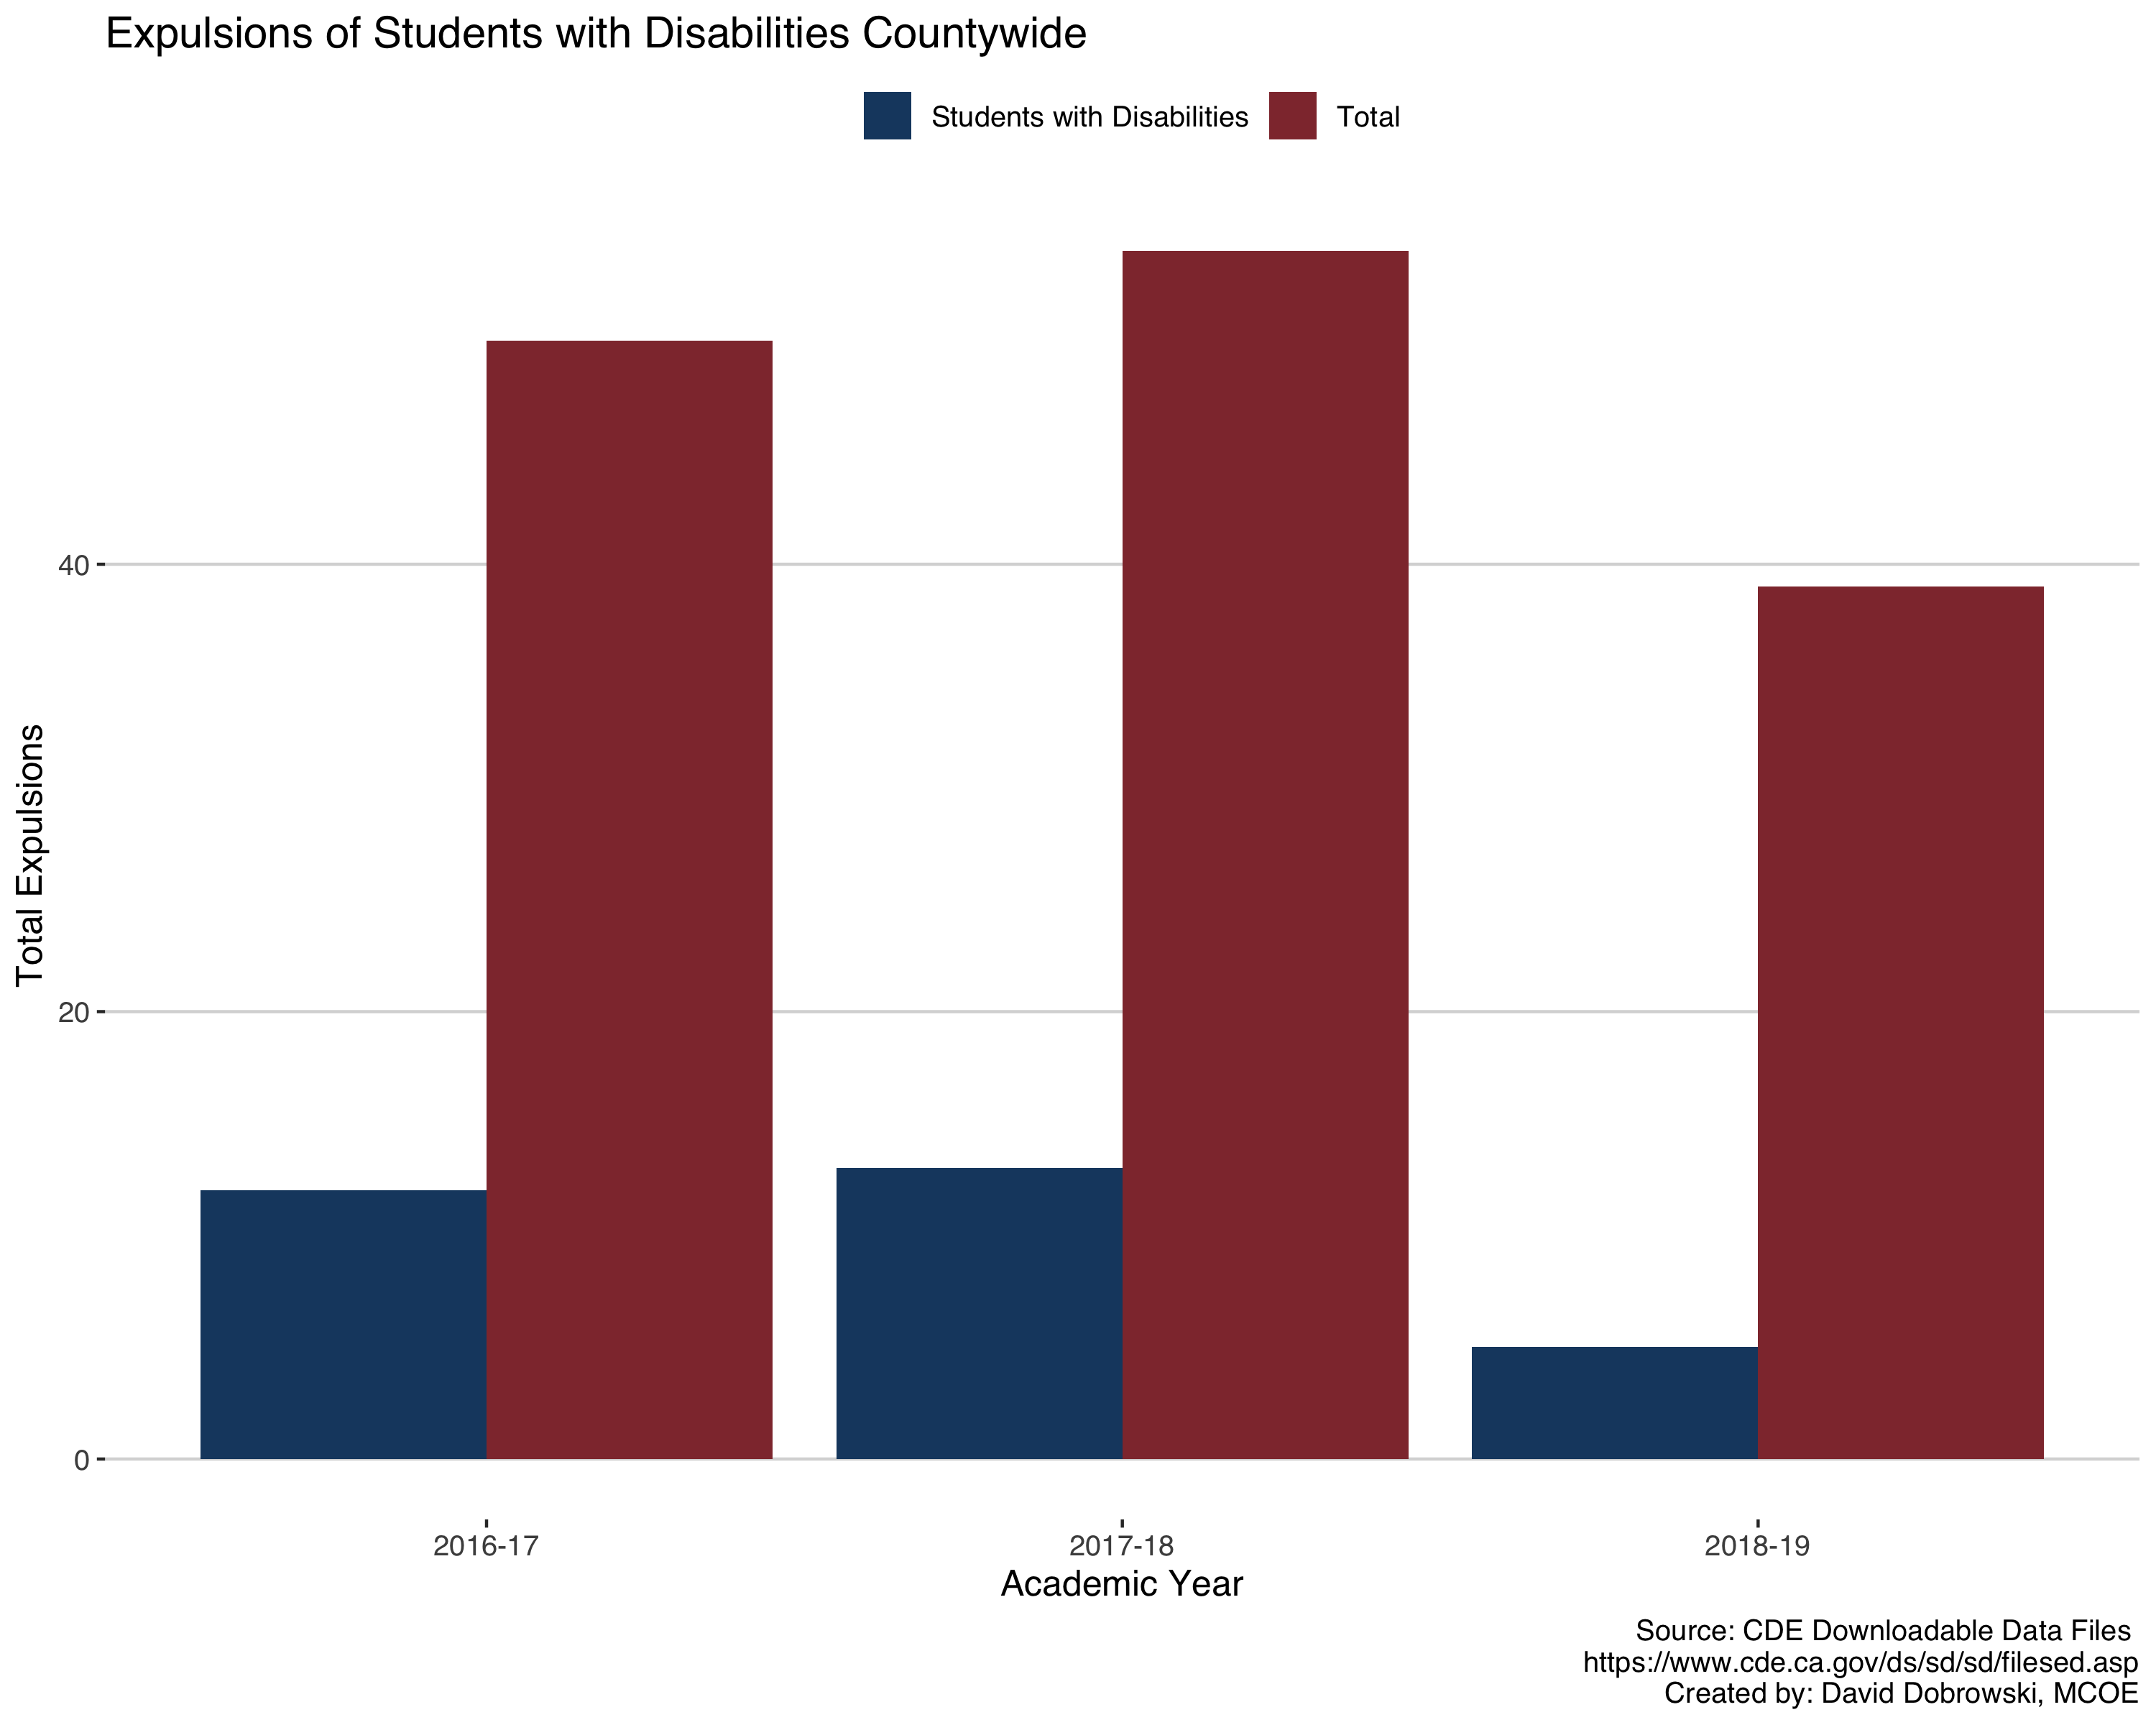 Expulsions of Students with Disabilities Countywide
Students with Disabilities
Total
Total Expulsions
40
20
0
2016-17
2017-18
2018-19
Academic Year
Source: CDE Downloadable Data Files
https://www.cde.ca.gov/ds/sd/sd/filesed.asp
Created by: David Dobrowski, MCOE